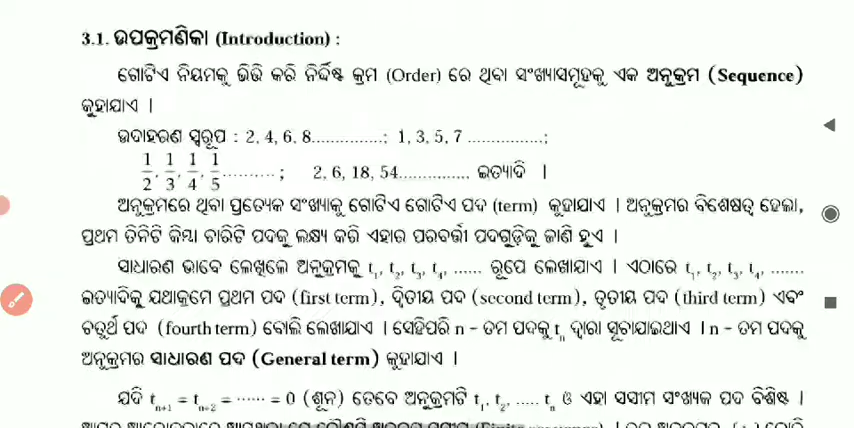 3.1. ଉପକ୍ରମଣିକା (Introduction) :
ଗୋଟିଏ ନିୟମକୁ ଭିତ୍ତି କରି ନିର୍ଦ୍ଦିଷ୍ଟ କ୍ରମ (Order) ରେ ଥିବା ସଂଖ୍ୟାସମୂହକୁ ଏକ ଅନୁକ୍ରମ (Sequence)
କୁହାଯାଏ ।
ଉଦାହରଣ ସ୍ୱରୂପ : 2, 4, 6, 8..............; 1, 3, 5, 7 ...............;
1/2, 1/3, 1/4, 1/5.......... ; 2, 6, 18, 54.............. ଇତ୍ୟାଦି ।
ଅନୁକ୍ରମରେ ଥିବା ପ୍ରତ୍ୟେକ ସଂଖ୍ୟାକୁ ଗୋଟିଏ ଗୋଟିଏ ପଦ (term) କୁହାଯାଏ । ଅନୁକ୍ରମର ବିଶେଷତ୍ୱ ହେଲା,
ପ୍ରଥମ ତିନିଟି କିମ୍ବା ଚାରିଟି ପଦକୁ ଲକ୍ଷ୍ୟ କରି ଏହାର ପରବର୍ତ୍ତୀ ପଦଗୁଡ଼ିକୁ ଜାଣି ହୁଏ ।
ସାଧାରଣ ଭାବେ ଲେଖିଲେ ଅନୁକ୍ରମକୁ t₁, t₂, t₃, t₄, ...... ରୂପେ ଲେଖାଯାଏ । ଏଠାରେ t₁, t₂, t₃, t₄, .......
ଇତ୍ୟାଦିକୁ ଯଥାକ୍ରମେ ପ୍ରଥମ ପଦ (first term), ଦ୍ୱିତୀୟ ପଦ (second term), ତୃତୀୟ ପଦ (third term) ଏବଂ
ଚତୁର୍ଥ ପଦ (fourth term) ବୋଲି ଲେଖାଯାଏ । ସେହିପରି n – ତମ ପଦକୁ tₙ ଦ୍ୱାରା ସୂଚାଯାଇଥାଏ । n – ତମ ପଦକୁ
ଅନୁକ୍ରମର ସାଧାରଣ ପଦ (General term) କୁହାଯାଏ ।
ଯଦି tₙ₊₁ = tₙ₊₂ = ...... = 0 (ଶୂନ) ତେବେ ଅନୁକ୍ରମଟି t₁, t₂, ..... tₙ ଓ ଏହା ସସୀମ ସଂଖ୍ୟକ ପଦ ବିଶିଷ୍ଟ ।